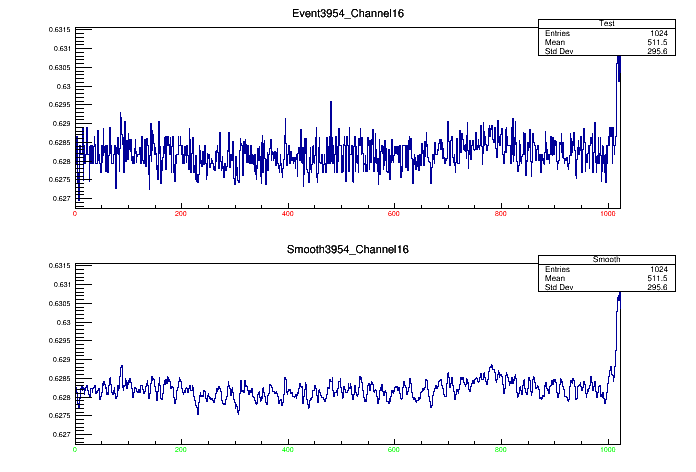 Event3954_Channel16
Test
Entries 1024
Mean 511.5
Std Dev 295.6
0.6315
0.631
0.6305
0.63
0.6295
0.629
0.6285
0.628
0.6275
0.627
0 200 400 600 800 1000
Smooth3954_Channel16
Smooth
Entries 1024
Mean 511.5
Std Dev 295.6
0.6315
0.631
0.6305
0.63
0.6295
0.629
0.6285
0.628
0.6275
0.627
0 200 400 600 800 1000